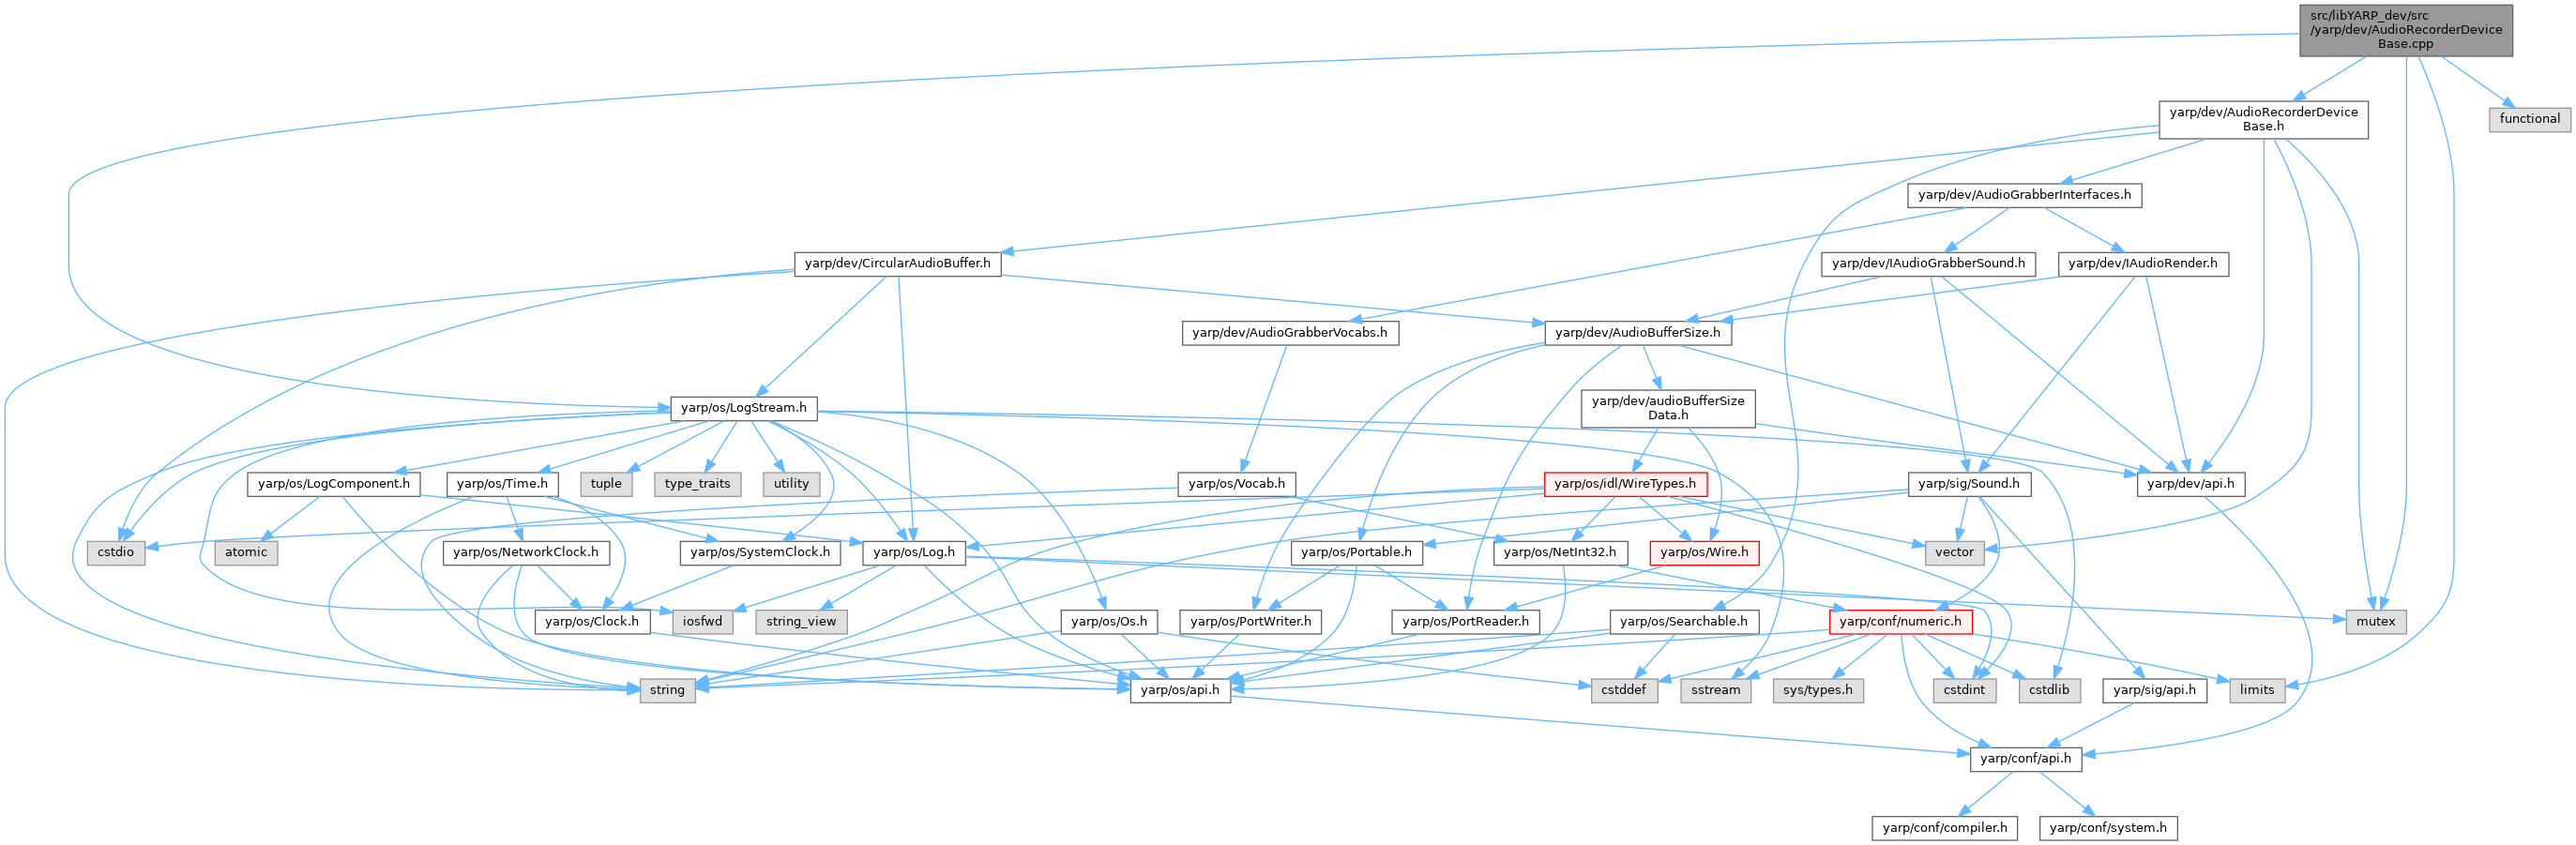 src/libYARP_dev/src
/yarp/dev/AudioRecorderDevice
Base.cpp
yarp/dev/AudioRecorderDevice
Base.h
functional
yarp/dev/AudioGrabberInterfaces.h
yarp/dev/CircularAudioBuffer.h
yarp/dev/IAudioGrabberSound.h
yarp/dev/IAudioRender.h
yarp/dev/AudioGrabberVocabs.h
yarp/dev/AudioBufferSize.h
yarp/os/LogStream.h
yarp/dev/audioBufferSize
Data.h
yarp/os/LogComponent.h
yarp/os/Time.h
tuple
type_traits
utility
yarp/os/Vocab.h
yarp/os/idl/WireTypes.h
yarp/sig/Sound.h
yarp/dev/api.h
cstdio
atomic
yarp/os/NetworkClock.h
yarp/os/SystemClock.h
yarp/os/Log.h
yarp/os/Portable.h
yarp/os/NetInt32.h
yarp/os/Wire.h
vector
yarp/os/Clock.h
iosfwd
string_view
yarp/os/Os.h
yarp/os/PortWriter.h
yarp/os/PortReader.h
yarp/os/Searchable.h
yarp/conf/numeric.h
mutex
string
yarp/os/api.h
cstddef
sstream
sys/types.h
cstdint
cstdlib
yarp/sig/api.h
limits
yarp/conf/api.h
yarp/conf/compiler.h
yarp/conf/system.h